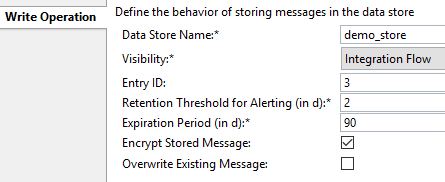 Write Operation
Define the behavior of storing messages in the data store
Data Store Name:* demo_store
Visibility:* Integration Flow
Entry ID: 3
Retention Threshold for Alerting (in d):* 2
Expiration Period (in d):* 90
Encrypt Stored Message:
Overwrite Existing Message: